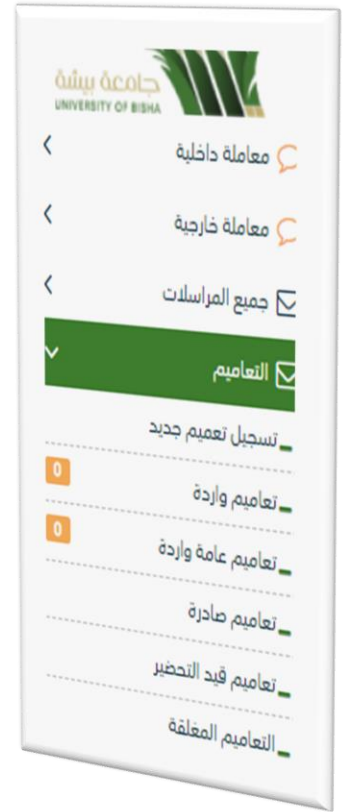 جامعة بيشة
UNIVERSITY OF BISHA
معاملة داخلية
معاملة خارجية
جميع المراسلات
التعاميم
تسجيل تعميم جديد
تعاميم واردة 0
تعاميم عامة واردة 0
تعاميم صادرة
تعاميم قيد التحضير
التعاميم المغلقة